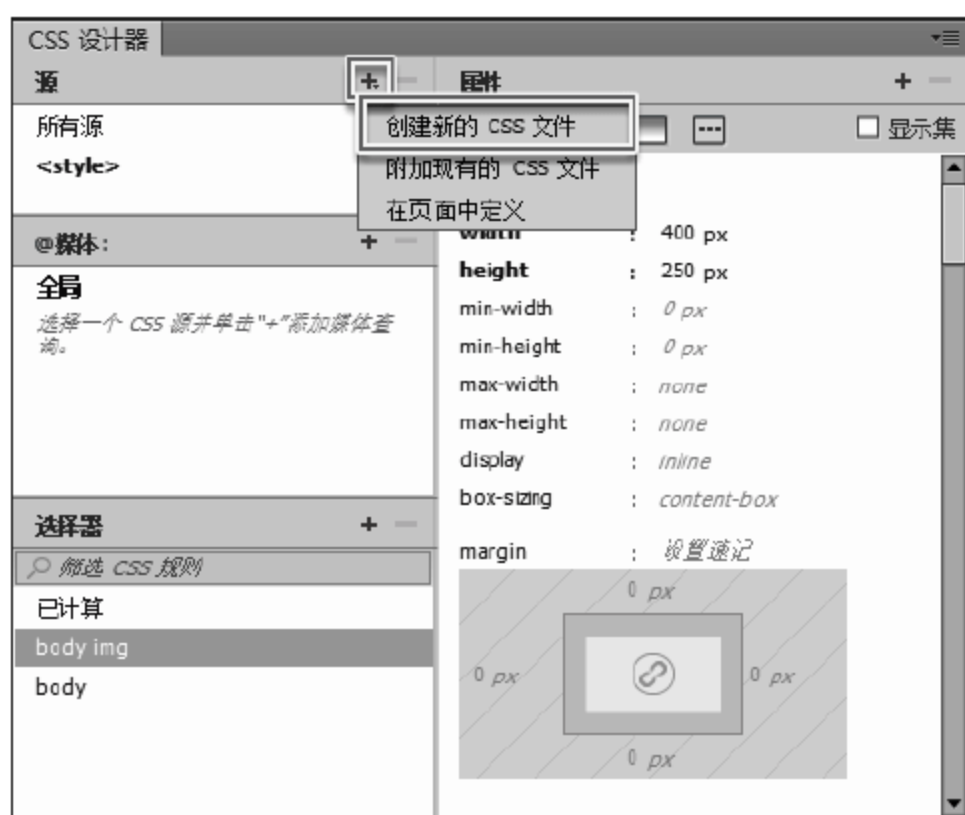 CSS 设计器
源
所有源
<style>
创建新的 CSS 文件
附加现有的 CSS 文件
在页面中定义
@媒体:
全局
选择一个 CSS 源并单击"+"添加媒体查
询。
选择器
筛选 CSS 规则
已计算
body img
body
属性
显示集
width : 400 px
height : 250 px
min-width : 0 px
min-height : 0 px
max-width : none
max-height : none
display : inline
box-sizing : content-box
margin : 设置速记
0 px
0 px
0 px
0 px